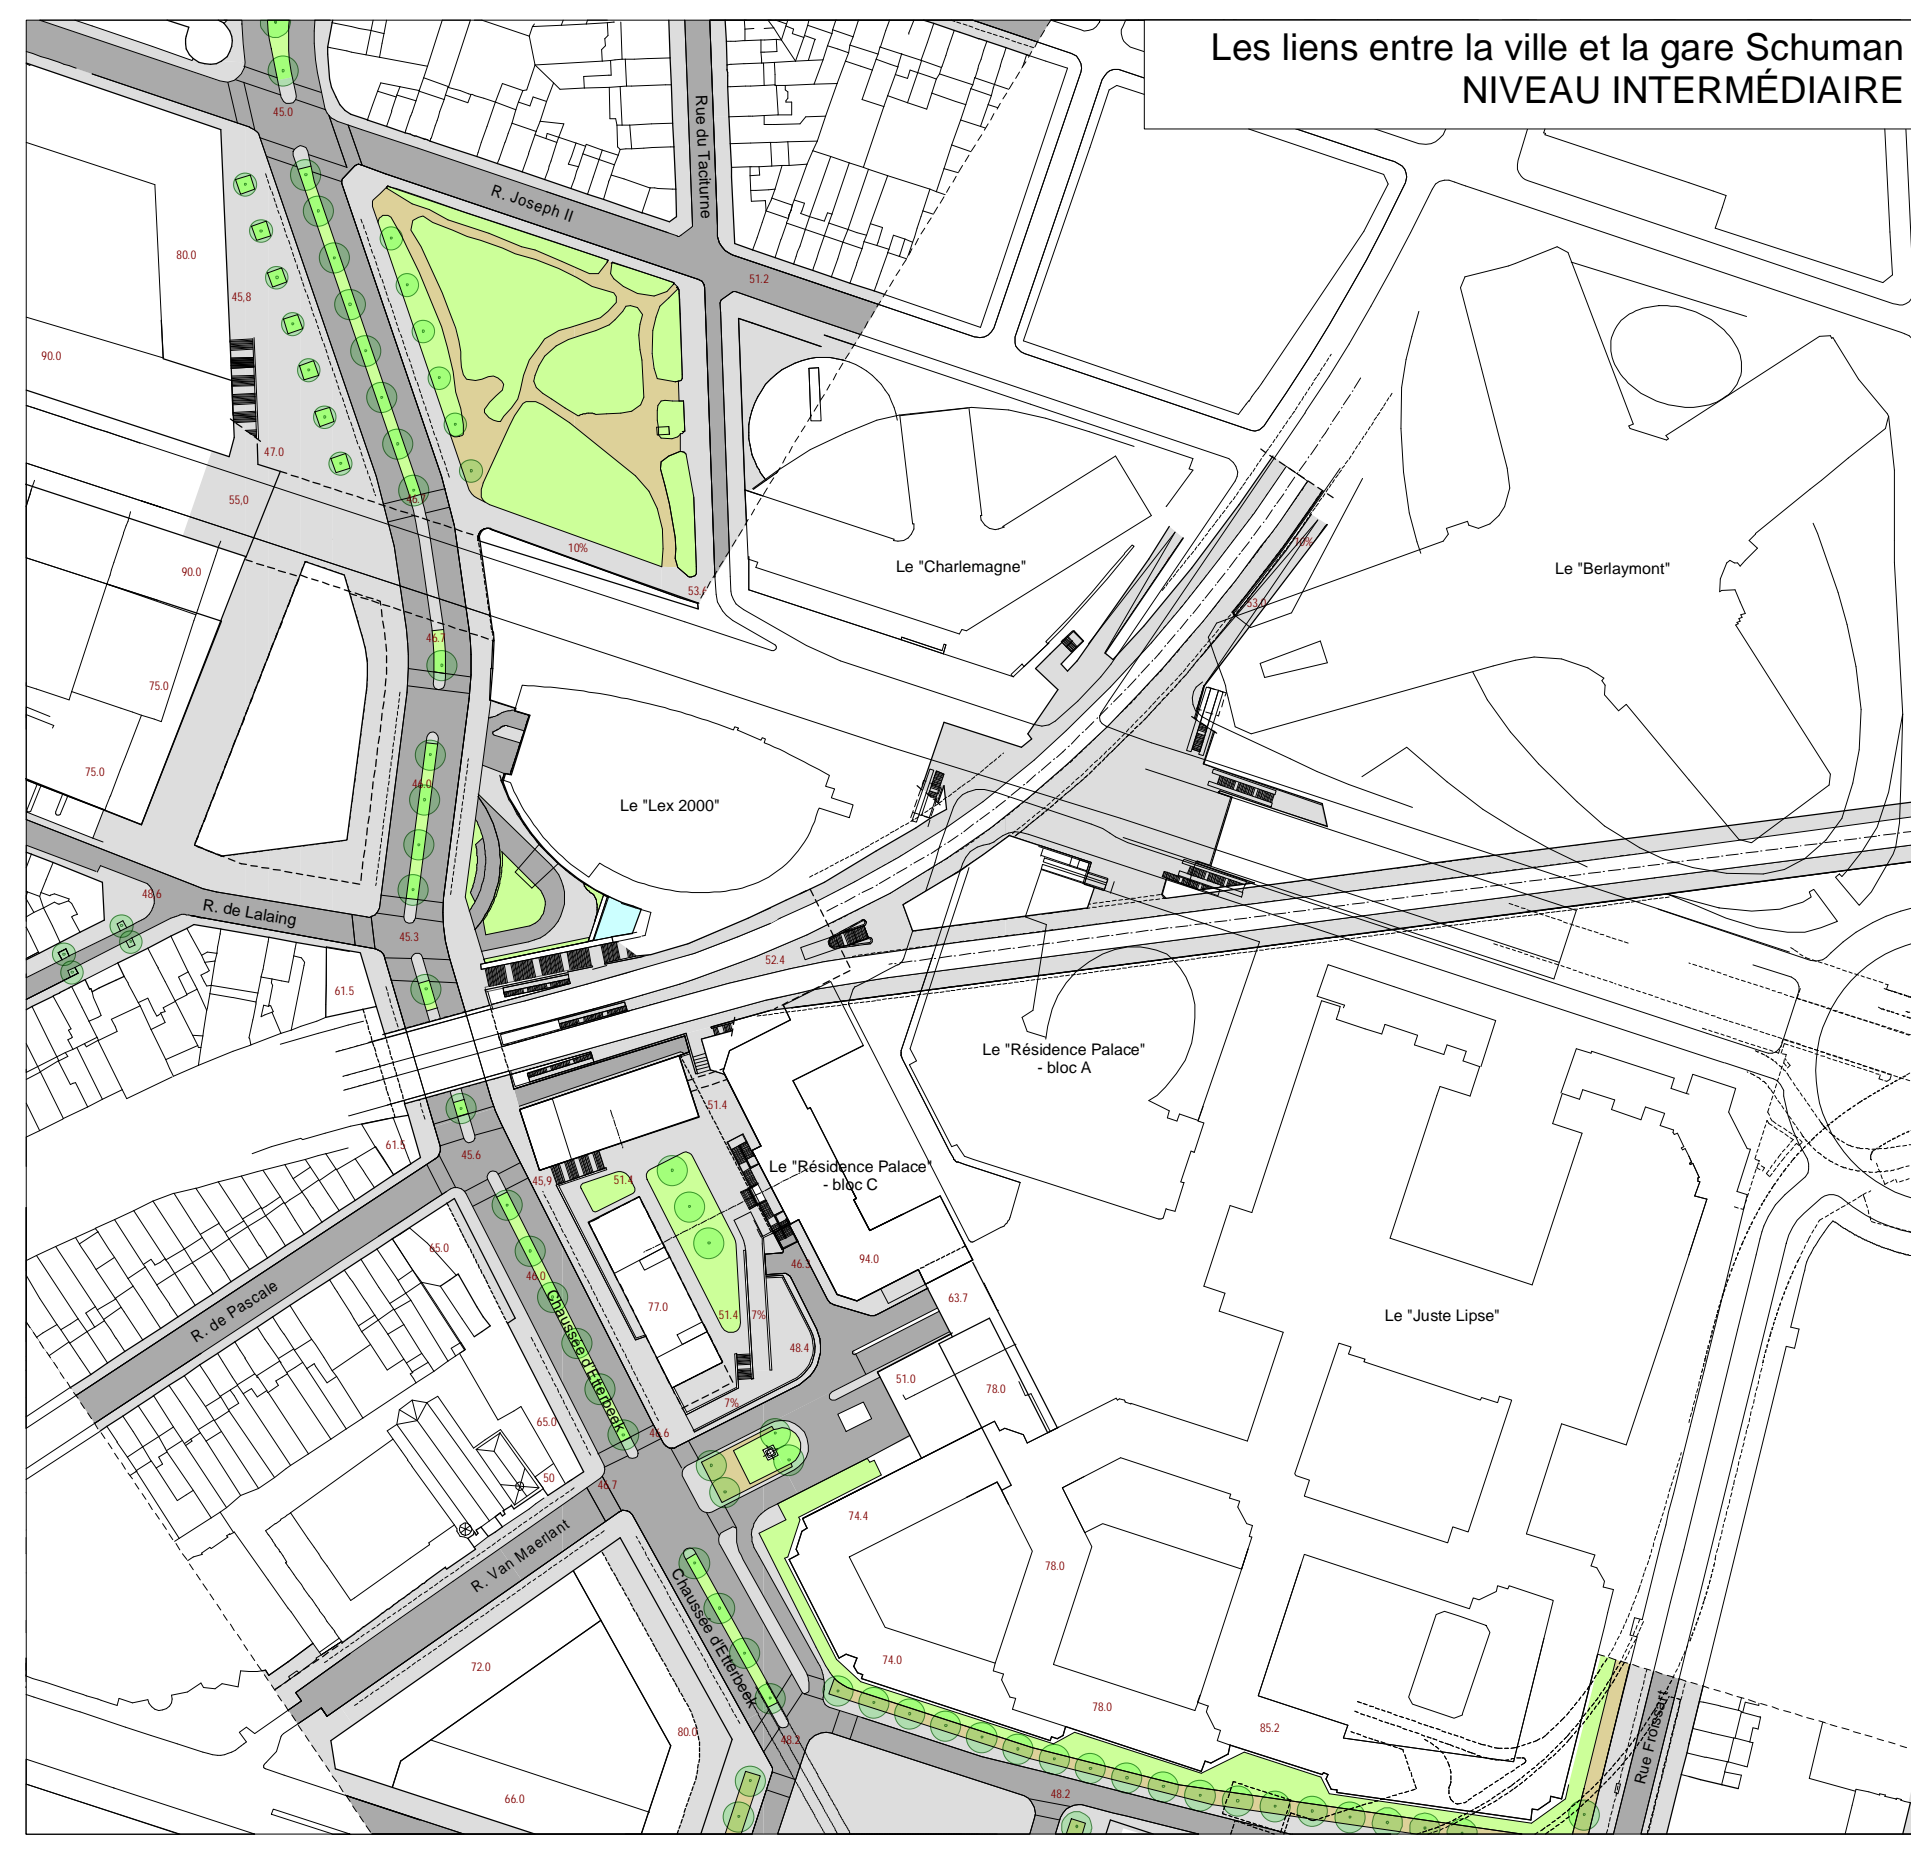 Les liens entre la ville et la gare Schuman
NIVEAU INTERMÉDIAIRE
45.0
Rue du Taciturne
R. Joseph II
80.0
51.2
45,8
90.0
47.0
55,0
46.7
10%
10%
Le "Charlemagne"
Le "Berlaymont"
90.0
53.0
46.7
75.0
75.0
46.0
Le "Lex 2000"
48.6
R. de Lalaing
45.3
52.4
61.5
Le "Résidence Palace"
- bloc A
51.4
61.5
45.6
Le "Résidence Palace"
- bloc C
45,9
51.4
65.0
94.0
46.0
63.7
77.0
51.4
7%
Le "Juste Lipse"
R. de Pascale
Chaussée d'Etterbeek
48.4
51.0
78.0
7%
65.0
46.6
50
46.7
74.4
R. Van Maerlant
78.0
Chaussée d'Etterbeek
72.0
74.0
78.0
85.2
80.0
48.2
Rue Froissart
66.0
48.2